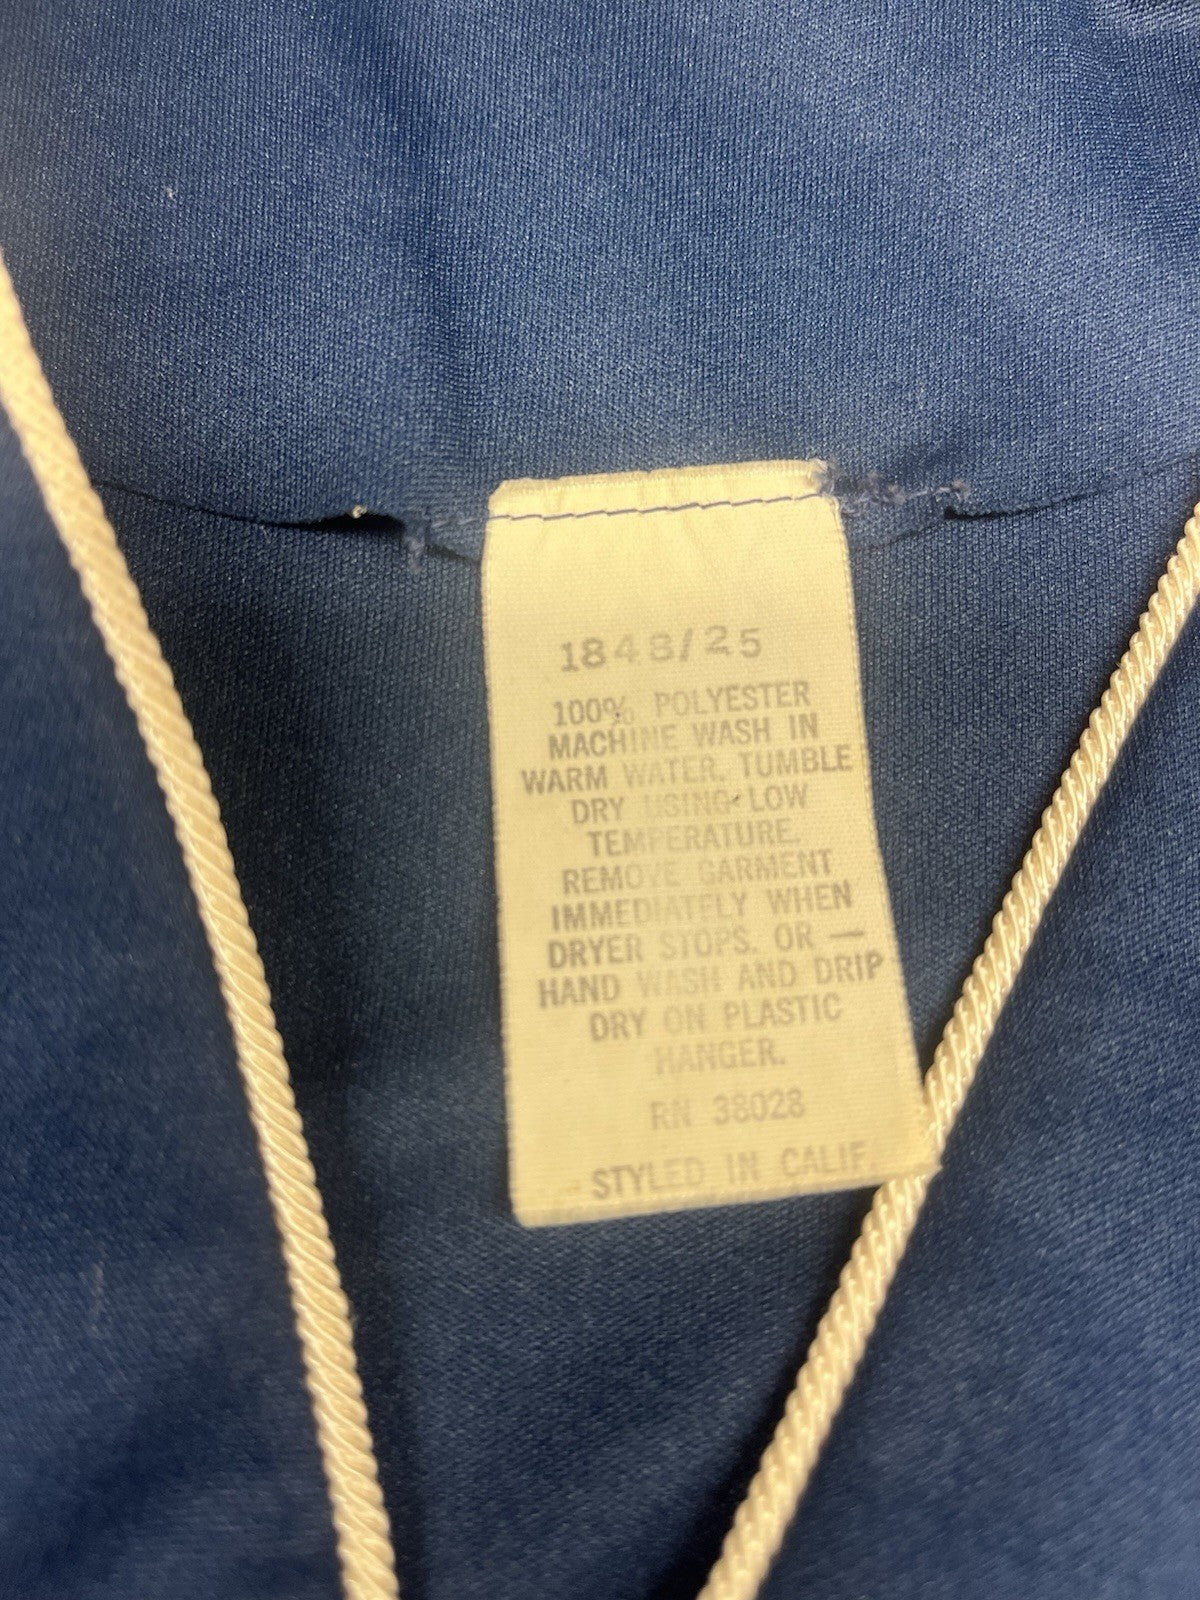 1848/25
100% POLYESTER
MACHINE WASH IN
WARM WATER. TUMBLE
DRY USING LOW
TEMPERATURE.
REMOVE GARMENT
IMMEDIATELY WHEN
DRYER STOPS. OR —
HAND WASH AND DRIP
DRY ON PLASTIC
HANGER.
RN 38028
STYLED IN CALIF.